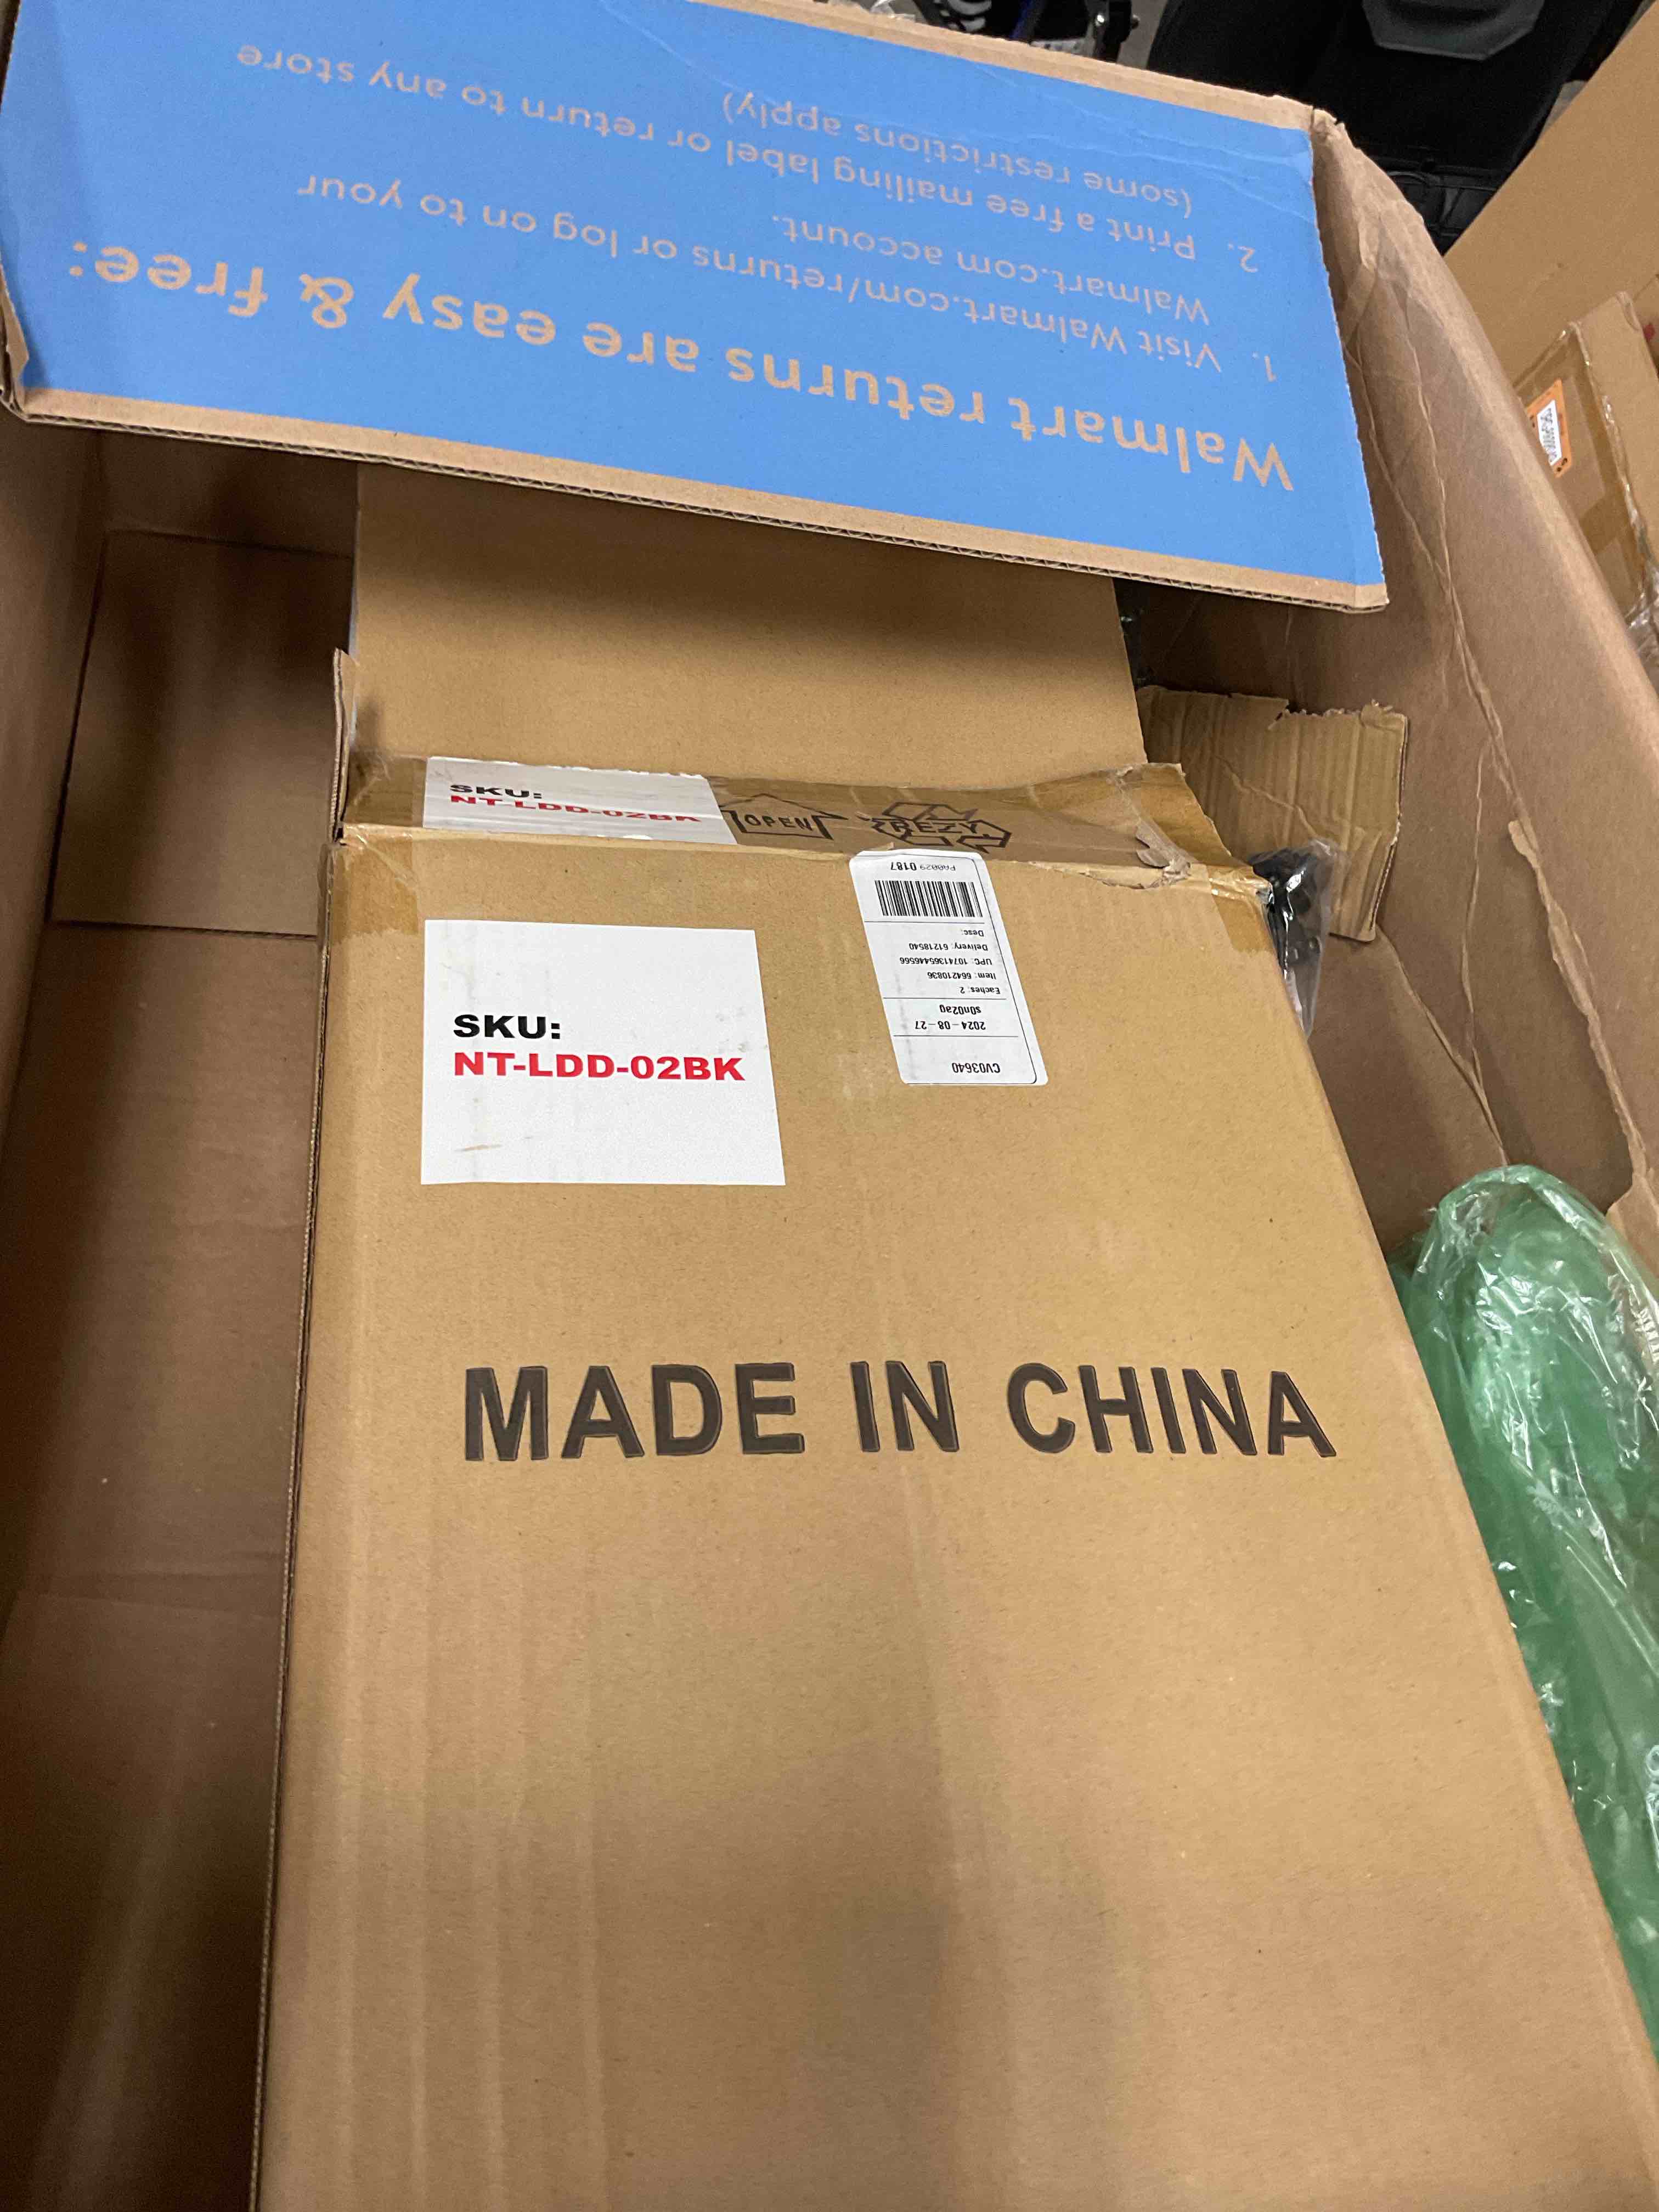 Walmart returns are easy & free:
1. Visit Walmart.com/returns or log on to your
Walmart.com account.
2. Print a free mailing label or return to any store
(some restrictions apply)
SKU:
NT-LDD-02BK
OPEN
REZY
SKU:
NT-LDD-02BK
CV03640
2024-08-27
s0n02ag
Eaches: 2
Item: 664210836
UPC: 10741365446566
Delivery: 61218540
Desc:
PA0029 0187
MADE IN CHINA